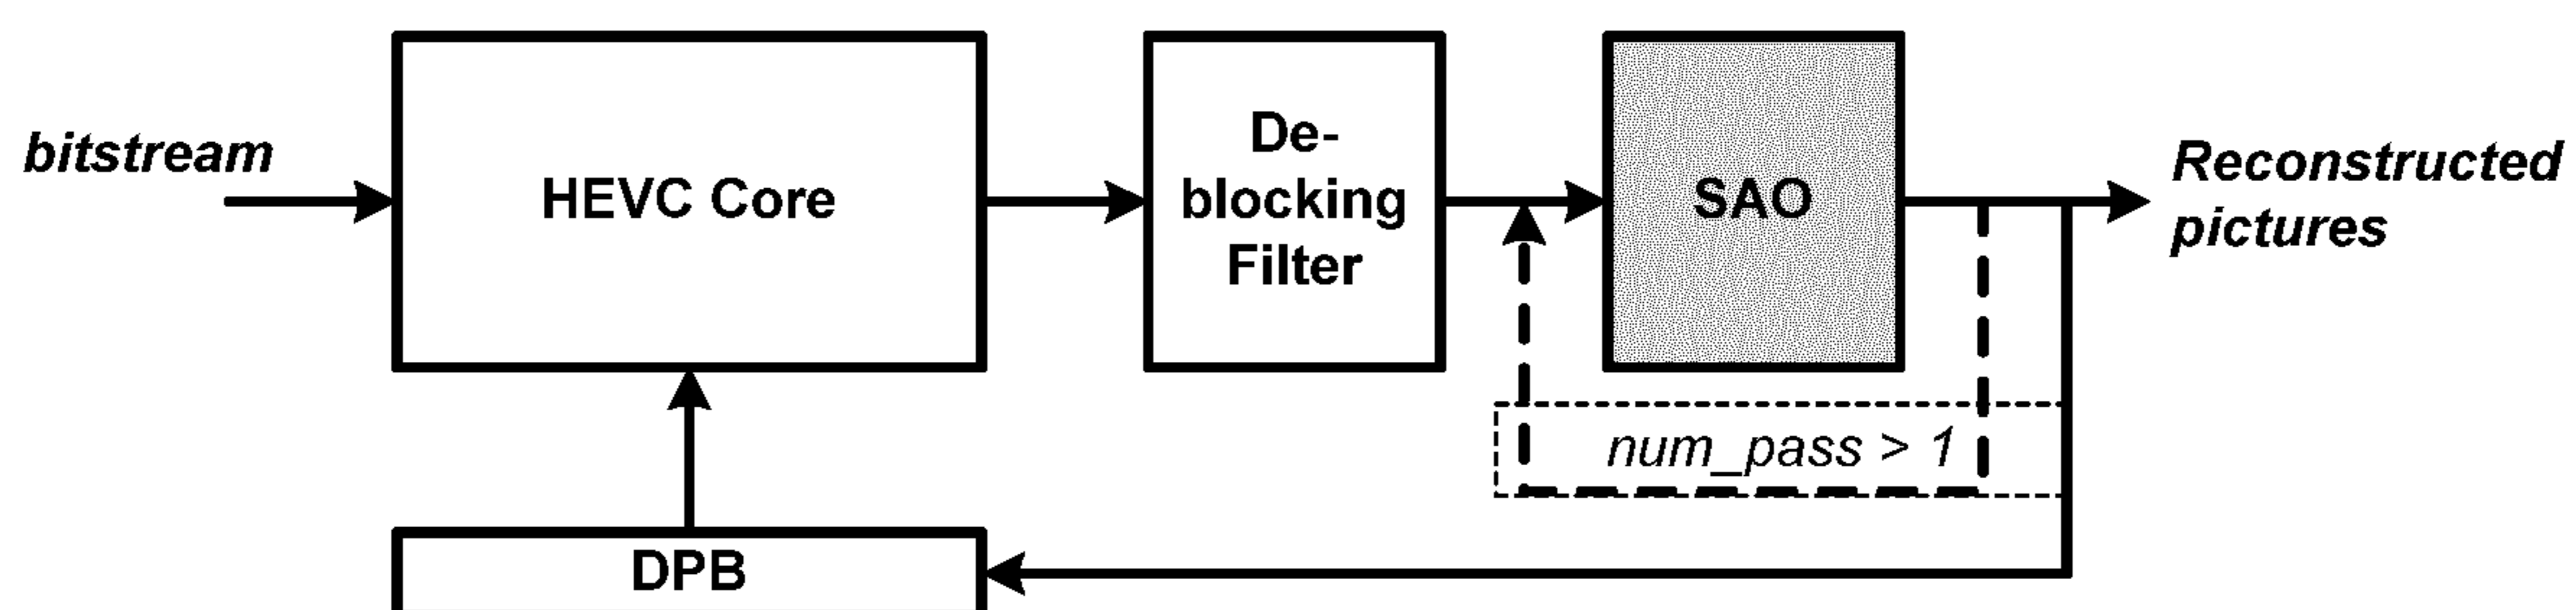 bitstream
HEVC Core
De-
blocking
Filter
SAO
Reconstructed
pictures
num_pass > 1
DPB